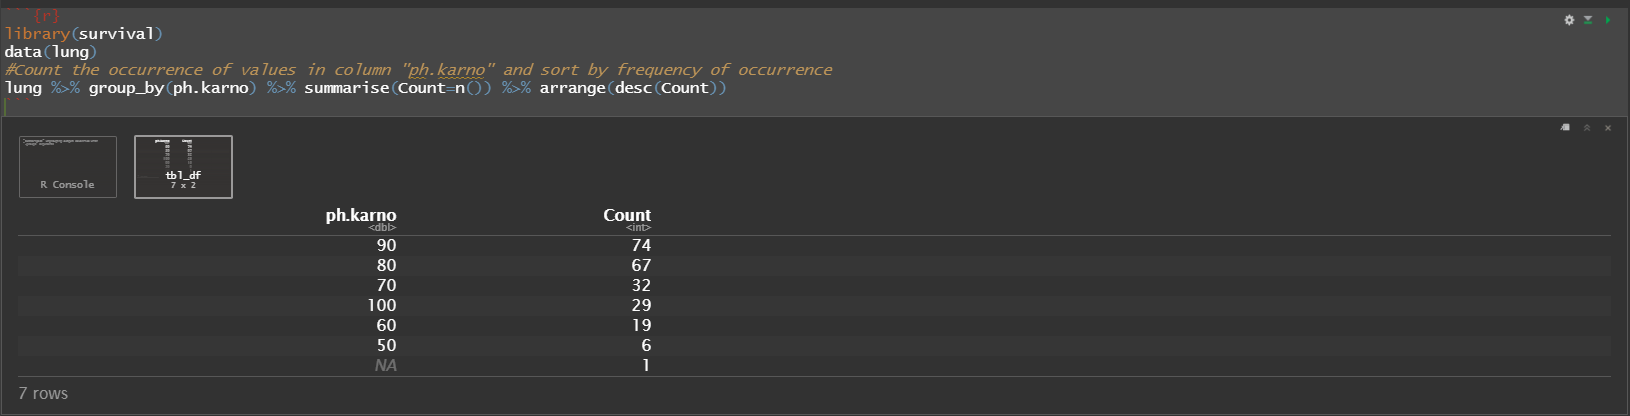 ```{r}
library(survival)
data(lung)
#Count the occurrence of values in column "ph.karno" and sort by frequency of occurrence
lung %>% group_by(ph.karno) %>% summarise(Count=n()) %>% arrange(desc(Count))
```
R Console
tbl_df
7 x 2
ph.karno Count
<dbl> <int>
90 74
80 67
70 32
100 29
60 19
50 6
NA 1
7 rows